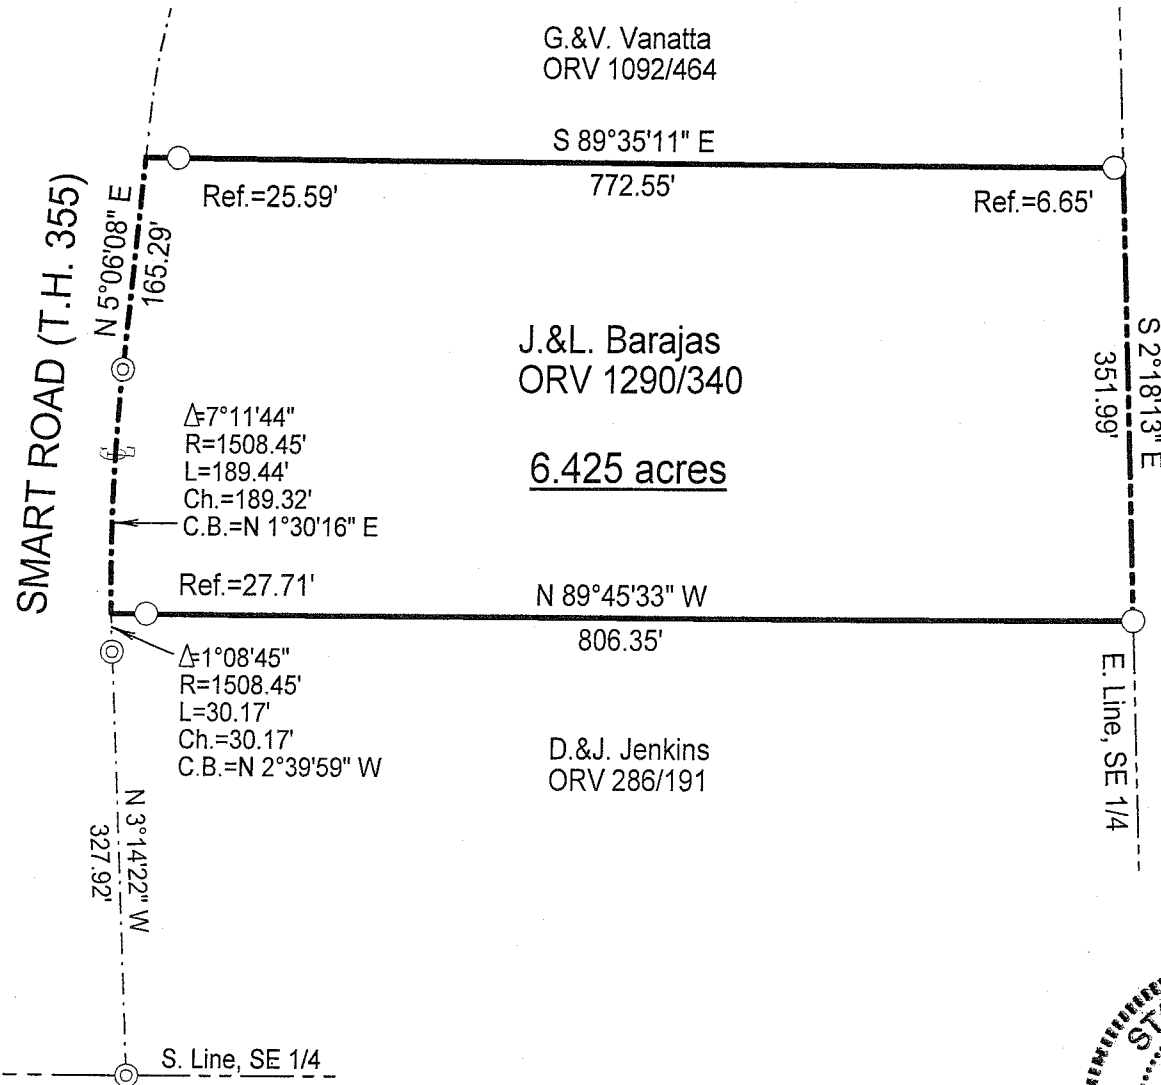 G.&V. Vanatta
ORV 1092/464
S 89°35'11" E
772.55'
Ref.=25.59'
Ref.=6.65'
SMART ROAD (T.H. 355)
N 5°06'08" E
165.29'
J.&L. Barajas
ORV 1290/340
6.425 acres
S 2°18'13" E
351.99'
Δ=7°11'44"
R=1508.45'
L=189.44'
Ch.=189.32'
C.B.=N 1°30'16" E
Ref.=27.71'
N 89°45'33" W
806.35'
Δ=1°08'45"
R=1508.45'
L=30.17'
Ch.=30.17'
C.B.=N 2°39'59" W
D.&J. Jenkins
ORV 286/191
E. Line, SE 1/4
N 3°14'22" W
327.92'
S. Line, SE 1/4
ST